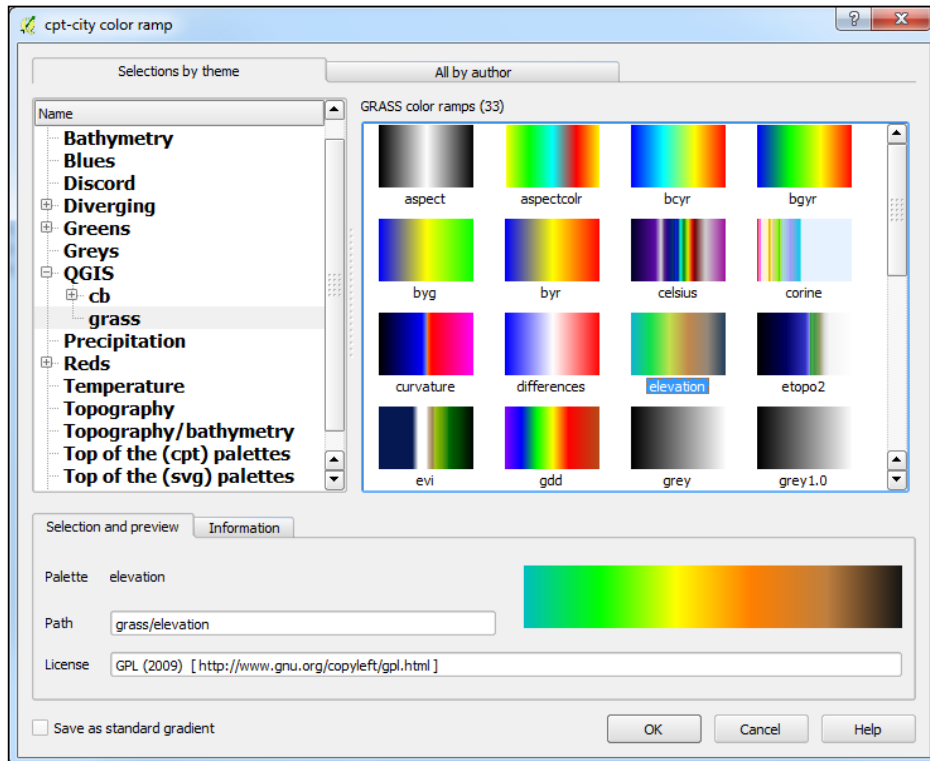 cpt-city color ramp
Selections by theme
All by author
Name
Bathymetry
Blues
Discord
Diverging
Greens
Greys
QGIS
cb
grass
Precipitation
Reds
Temperature
Topography
Topography/bathymetry
Top of the (cpt) palettes
Top of the (svg) palettes
GRASS color ramps (33)
aspect aspectcolr bcyr bgyr
byg byr celsius corine
curvature differences elevation etopo2
evi gdd grey grey1.0
Selection and preview
Information
Palette elevation
Path grass/elevation
License GPL (2009) [ http://www.gnu.org/copyleft/gpl.html ]
Save as standard gradient
OK Cancel Help